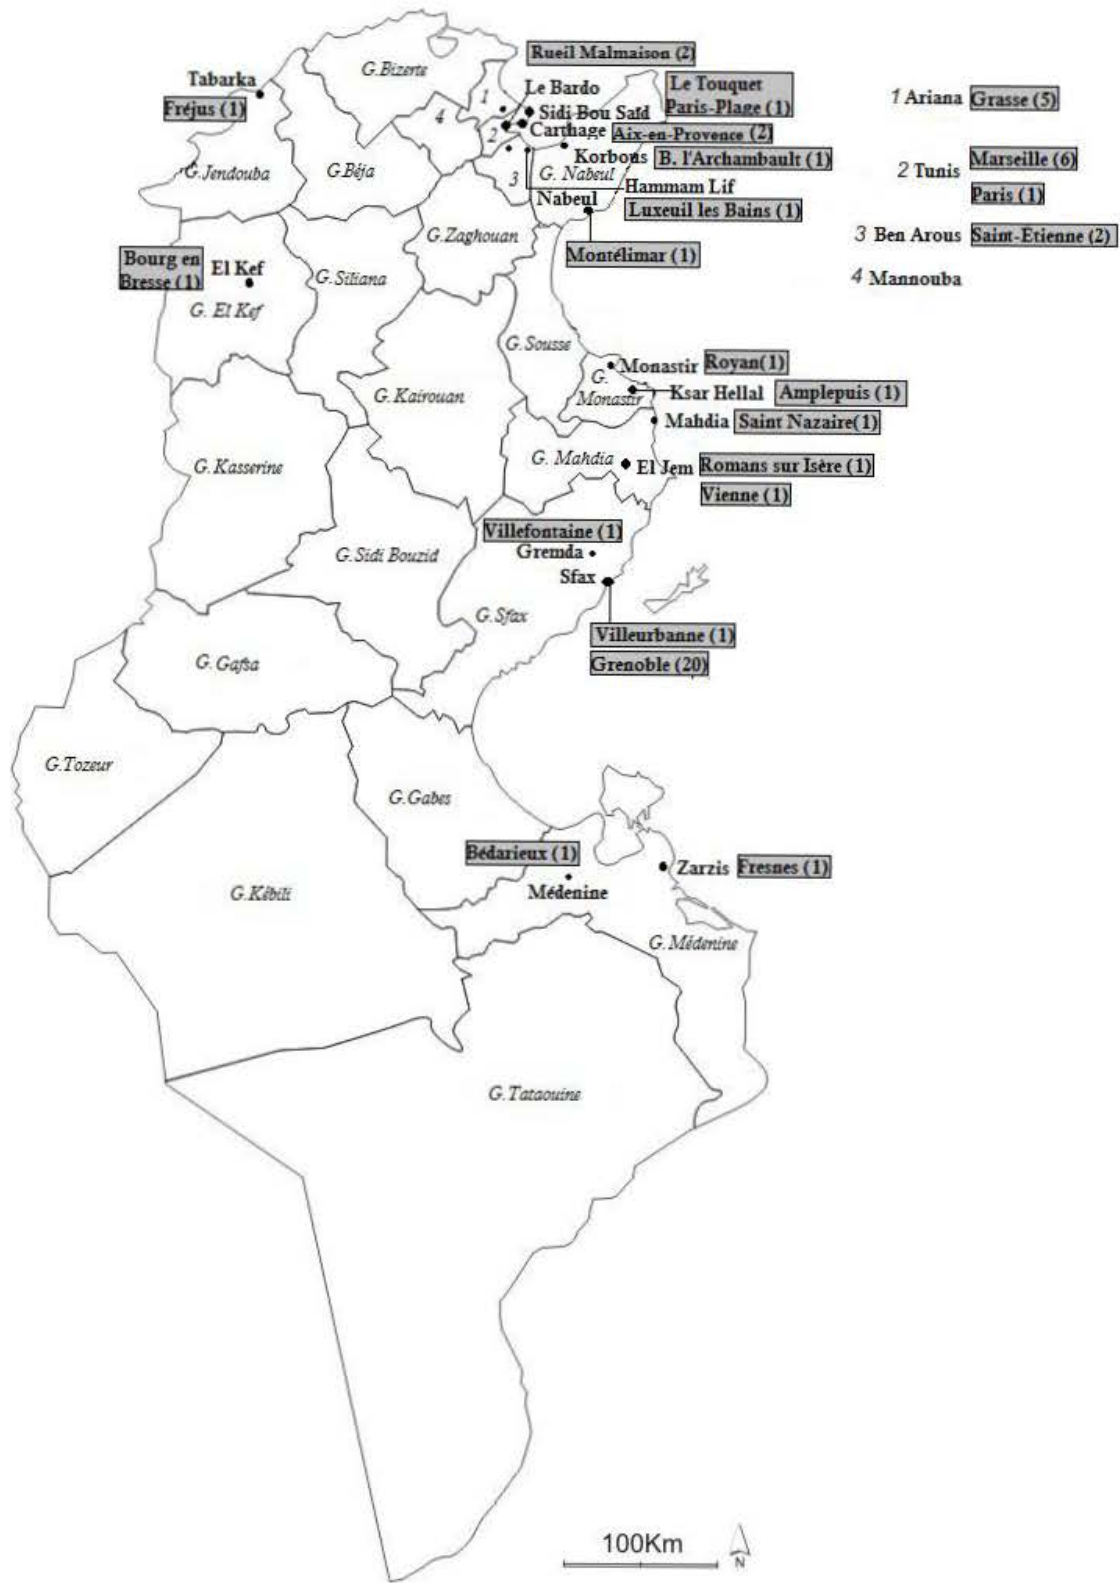 Rueil Malmaison (2)
G.Bizerte
Tabarka
Fréjus (1)
Le Bardo
Le Touquet
Paris-Plage (1)
1
Sidi Bou Saïd
4
2
Carthage
Aix-en-Provence (2)
Korbous
B. l'Archambault (1)
G.Jendouba
G.Béja
3
G. Nabeul
Hammam Lif
Nabeul
Luxeuil les Bains (1)
G.Zaghouan
Montélimar (1)
1 Ariana
Grasse (5)
2 Tunis
Marseille (6)
Paris (1)
3 Ben Arous
Saint-Étienne (2)
4 Mannouba
Bourg en
Bresse (1)
El Kef
G. El Kef
G.Siliana
G.Sousse
Monastir
Royan(1)
G.
Monastir
Ksar Hellal
Amplepuis (1)
G.Kairouan
Mahdia
Saint Nazaire(1)
G.Kasserine
G. Mahdia
El Jem
Romans sur Isère (1)
Vienne (1)
Villefontaine (1)
Gremda
G.Sidi Bouzid
Sfax
G.Sfax
Villeurbanne (1)
Grenoble (20)
G.Gafsa
G.Tozeur
G.Gabes
Bédarieux (1)
Zarzis
Fresnes (1)
Médenine
G.Kébili
G.Médenine
G.Tataouine
100Km
N